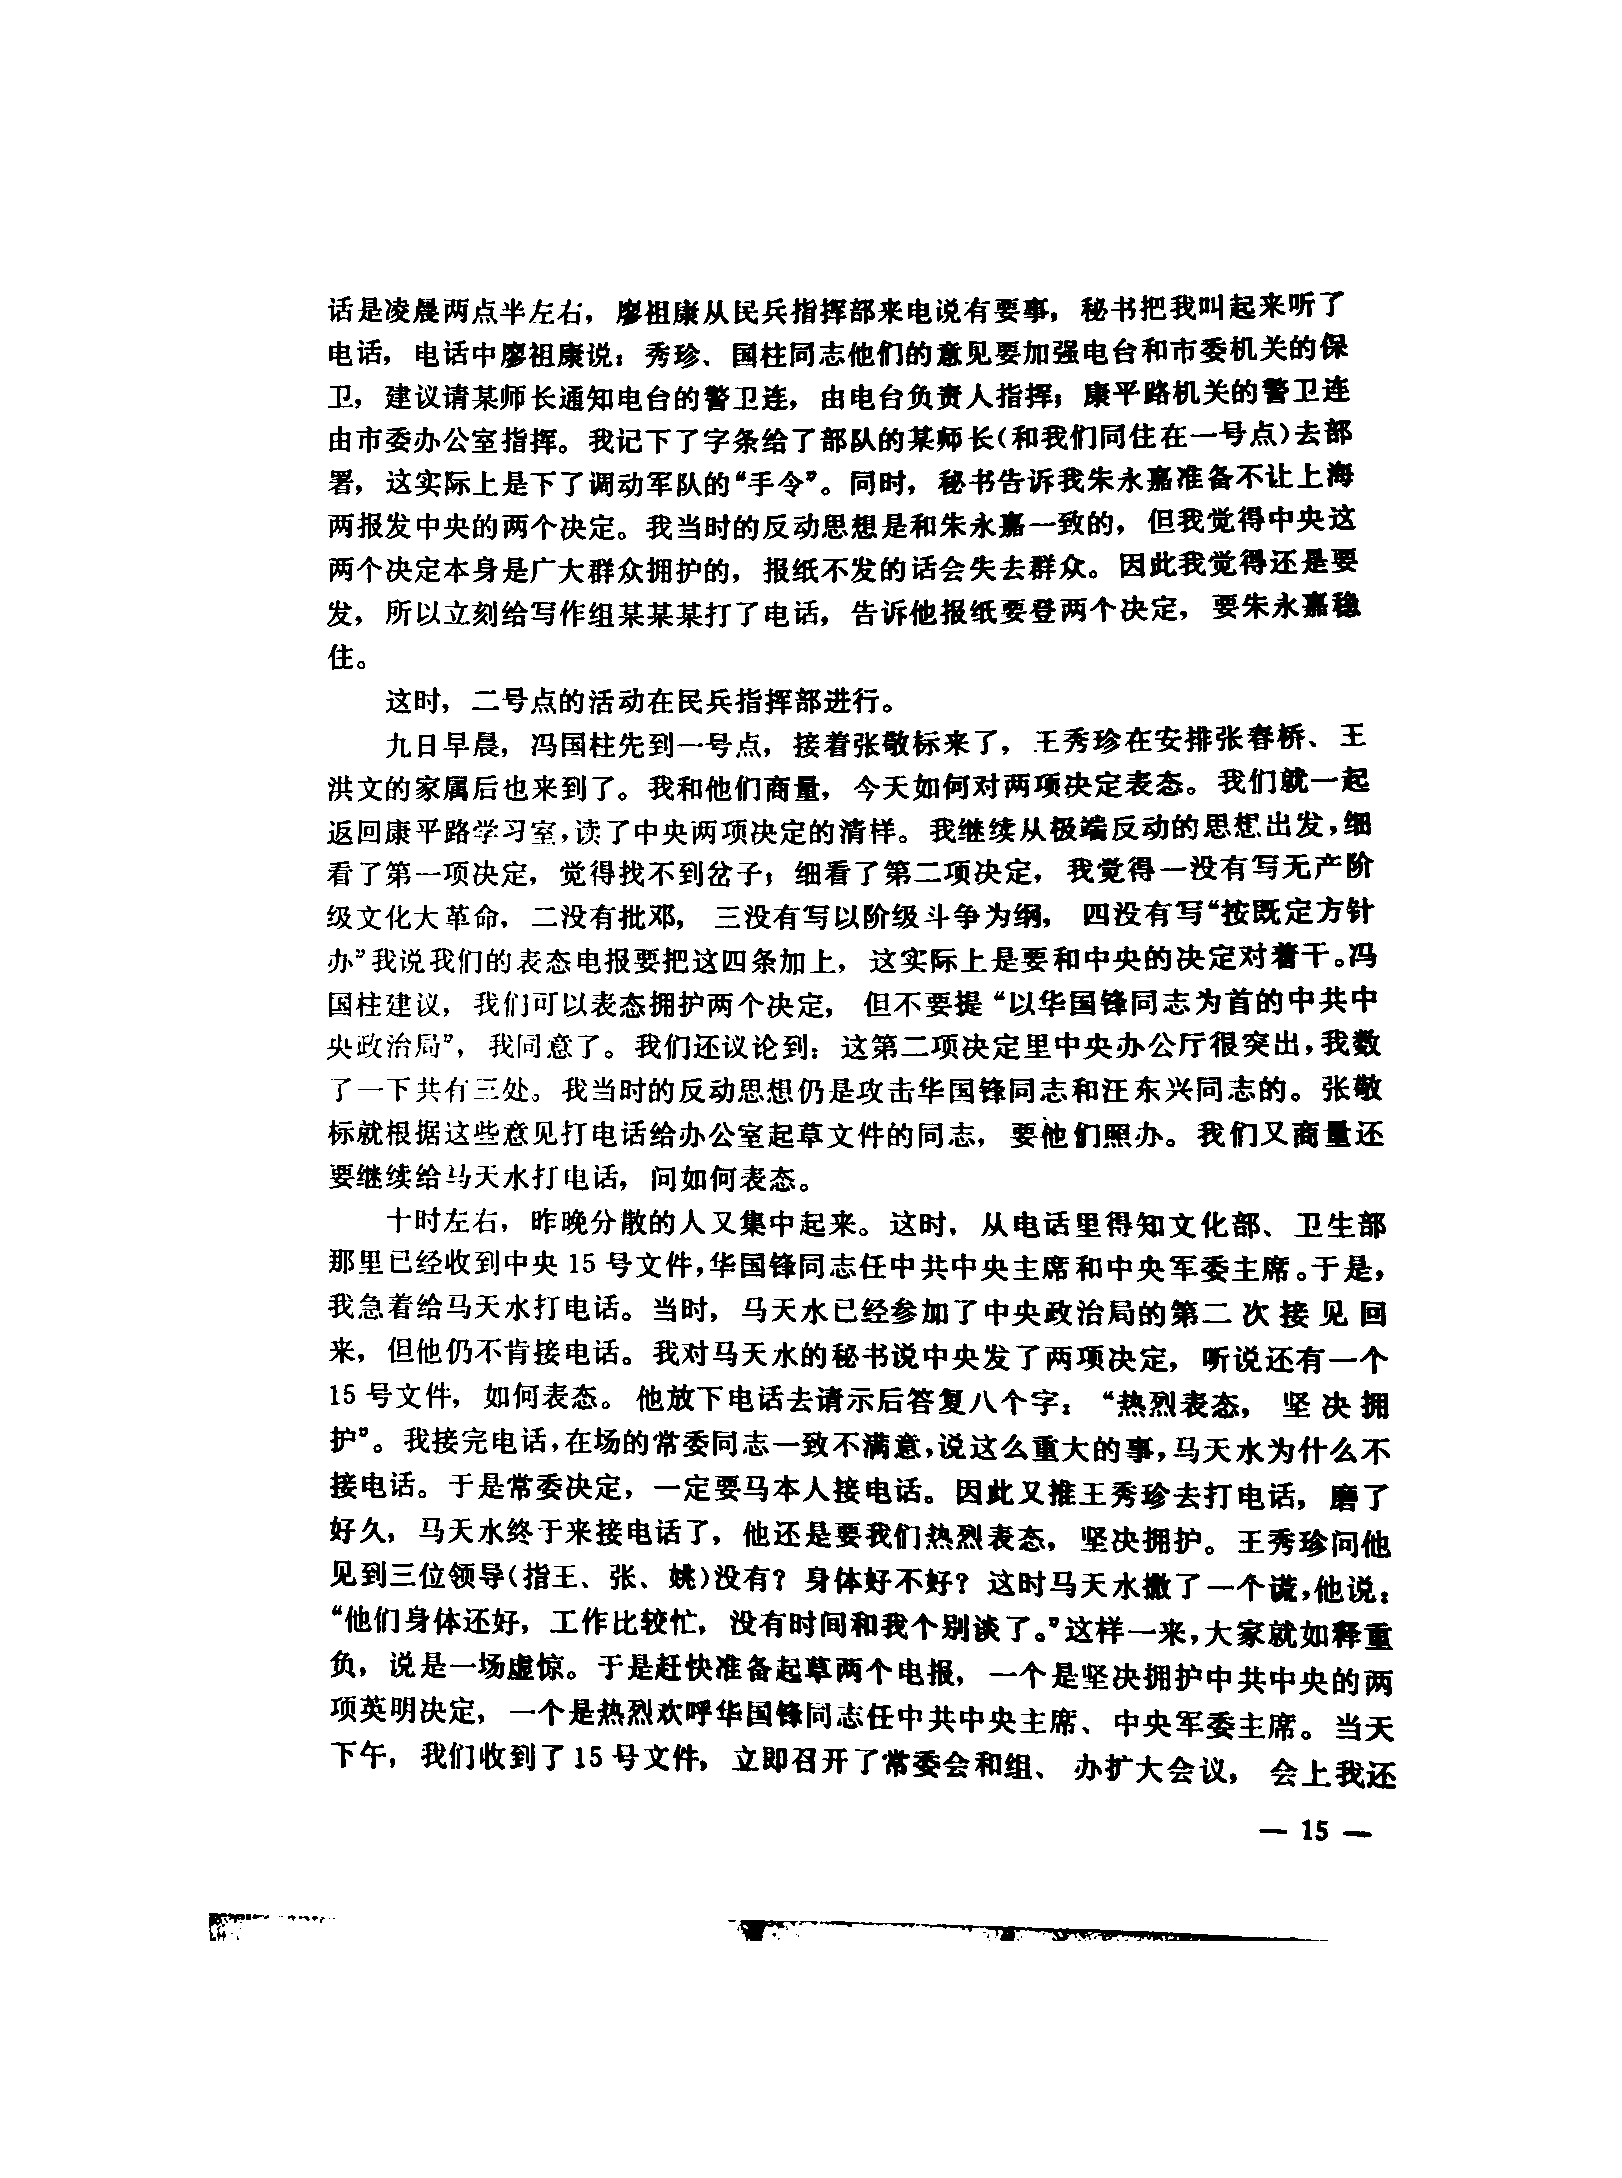 话是凌晨两点半左右，廖祖康从民兵指挥部来电说有要事，秘书把我叫起来听了
电话，电话中廖祖康说：秀珍、国柱同志他们的意见要加强电台和市委机关的保
卫，建议请某师长通知电台的警卫连，由电台负责人指挥；康平路机关的警卫连
由市委办公室指挥。我记下了字条给了部队的某师长(和我们同住在一号点)去部
署，这实际上是下了调动军队的“手令”。同时，秘书告诉我朱永嘉准备不让上海
两报发中央的两个决定。我当时的反动思想是和朱永嘉一致的，但我觉得中央这
两个决定本身是广大群众拥护的，报纸不发的话会失去群众。因此我觉得还是要
发，所以立刻给写作组某某某打了电话，告诉他报纸要登两个决定，要朱永嘉稳
住。
这时，二号点的活动在民兵指挥部进行。
九日早晨，冯国柱先到一号点，接着张敬标来了，王秀珍在安排张春桥、王
洪文的家属后也来到了。我和他们商量，今天如何对两项决定表态。我们就一起
返回康平路学习室，读了中央两项决定的清样。我继续从极端反动的思想出发，细
看了第一项决定，觉得找不到岔子；细看了第二项决定，我觉得一没有写无产阶
级文化大革命，二没有批邓，三没有写以阶级斗争为纲，四没有写“按既定方针
办”我说我们的表态电报要把这四条加上，这实际上是要和中央的决定对着干。冯
国柱建议，我们可以表态拥护两个决定，但不要提“以华国锋同志为首的中共中
央政治局”，我同意了。我们还议论到：这第二项决定里中央办公厅很突出，我数
了一下共有三处。我当时的反动思想仍是攻击华国锋同志和汪东兴同志的。张敬
标就根据这些意见打电话给办公室起草文件的同志，要他们照办。我们又商量还
要继续给马天水打电话，问如何表态。
十时左右，昨晚分散的人又集中起来。这时，从电话里得知文化部、卫生部
那里已经收到中央 15 号文件，华国锋同志任中共中央主席和中央军委主席。于是，
我急着给马天水打电话。当时，马天水已经参加了中央政治局的第二次接见回
来，但他仍不肯接电话。我对马天水的秘书说中央发了两项决定，听说还有一个
15 号文件，如何表态。他放下电话去请示后答复八个字：“热烈表态，坚决拥
护”。我接完电话，在场的常委同志一致不满意，说这么重大的事，马天水为什么不
接电话。于是常委决定，一定要马本人接电话。因此又推王秀珍去打电话，磨了
好久，马天水终于来接电话了，他还是要我们热烈表态，坚决拥护。王秀珍问他
见到三位领导(指王、张、姚)没有？身体好不好？这时马天水撒了一个谎，他说：
“他们身体还好，工作比较忙，没有时间和我个别谈了。”这样一来，大家就如释重
负，说是一场虚惊。于是赶快准备起草两个电报，一个是坚决拥护中共中央的两
项英明决定，一个是热烈欢呼华国锋同志任中共中央主席、中央军委主席。当天
下午，我们收到了 15 号文件，立即召开了常委会和组、办扩大会议，会上我还
— 15 —